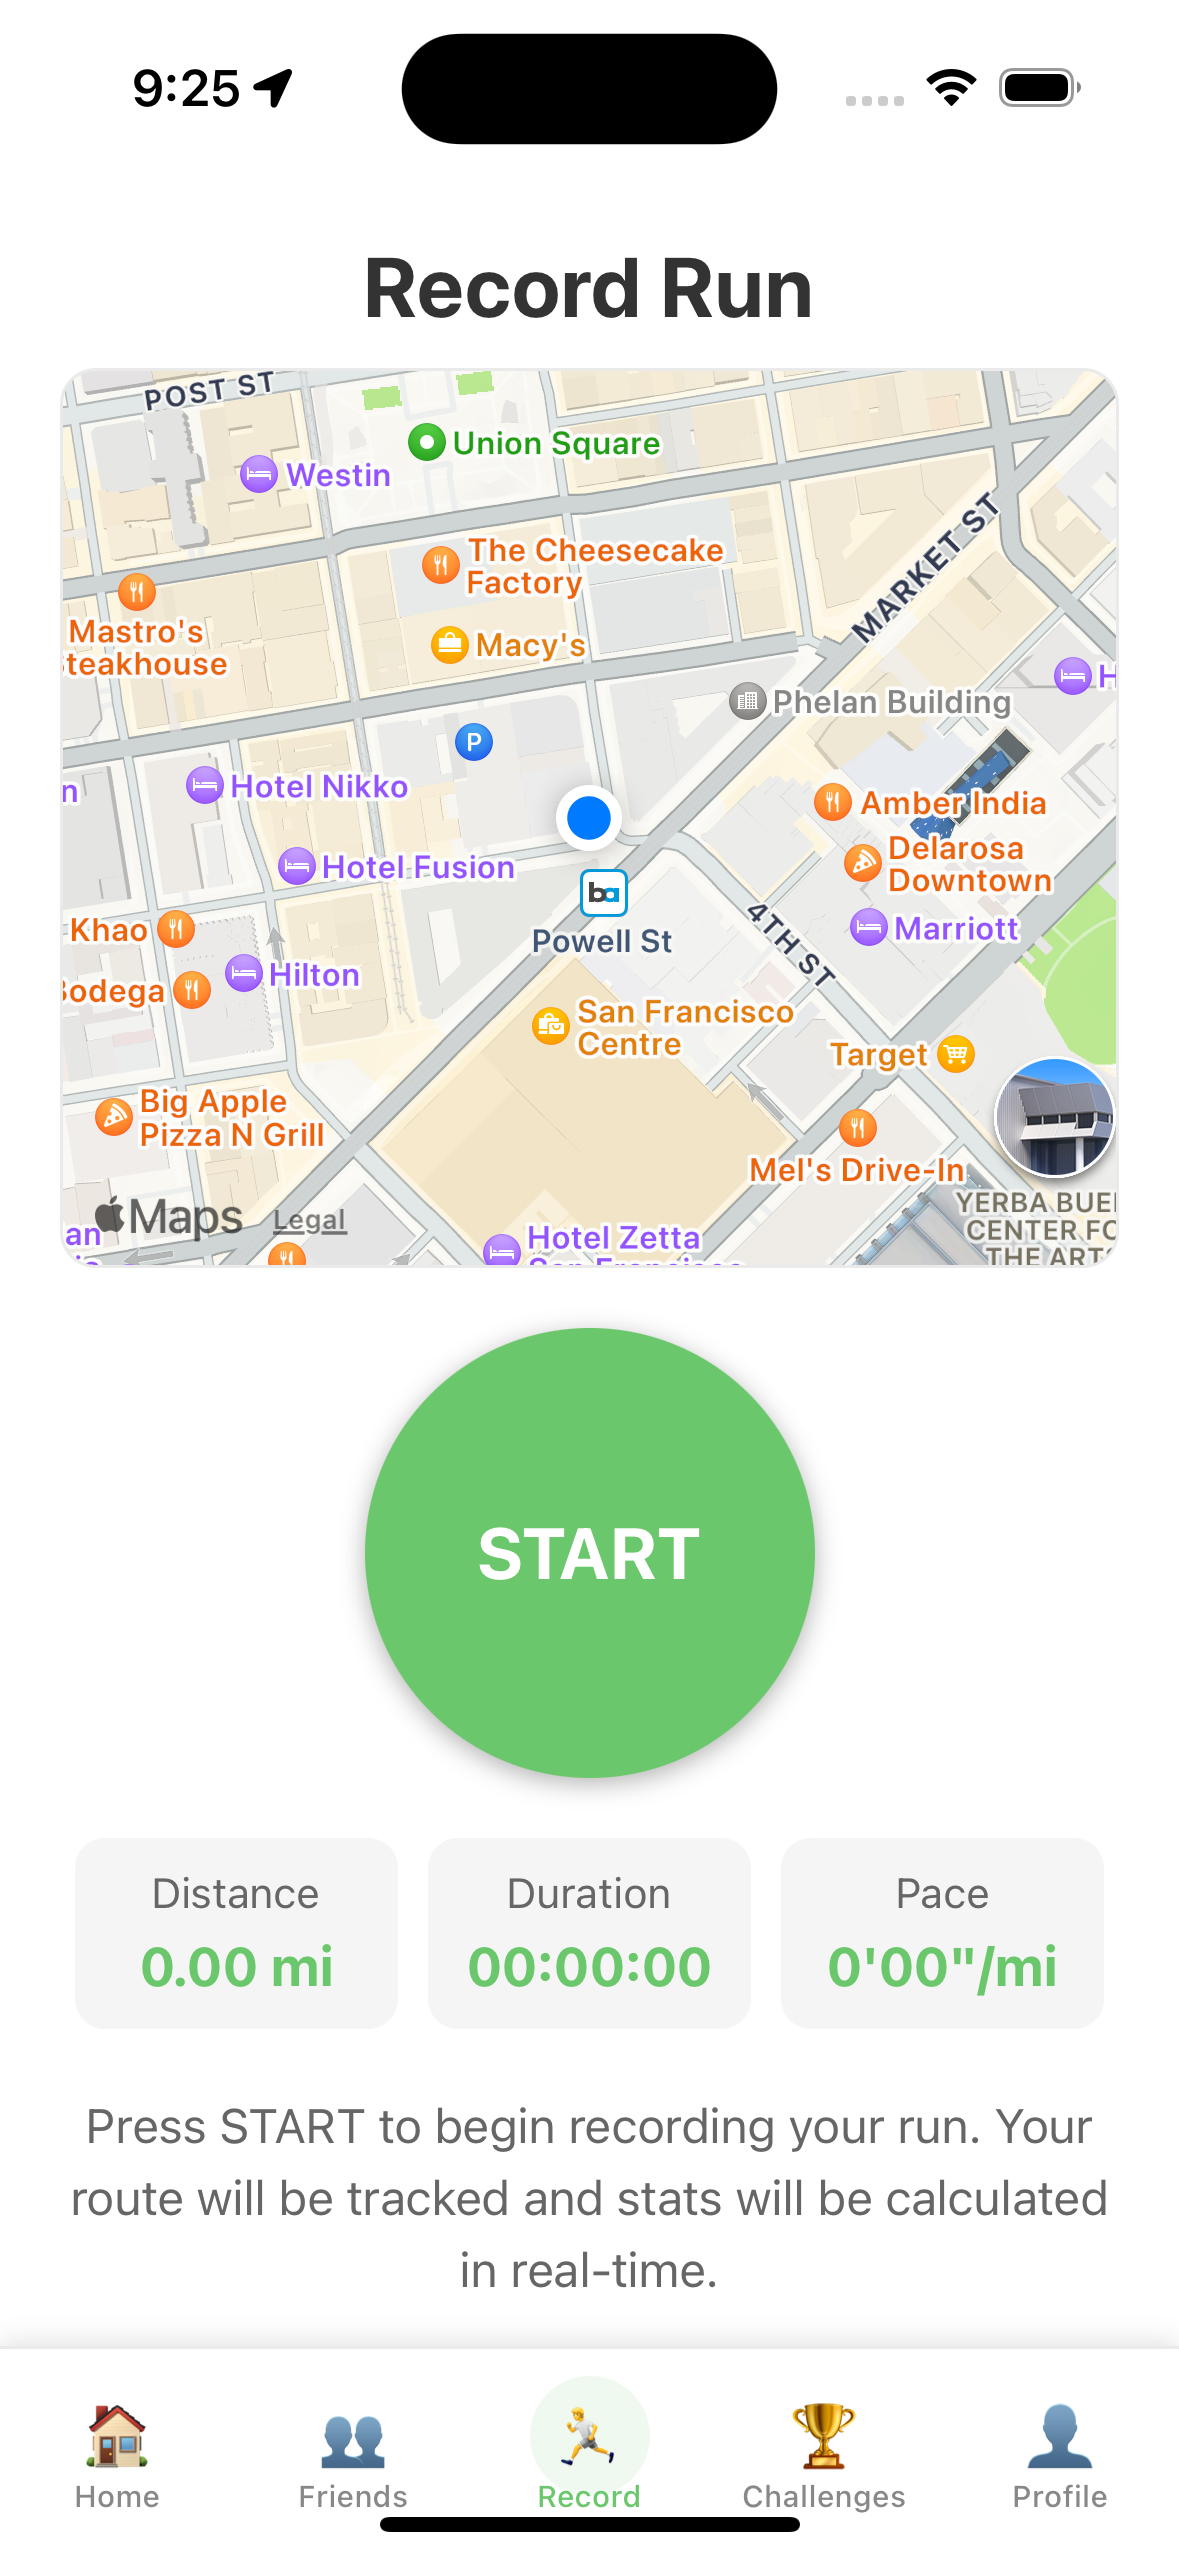 9:25
Record Run
POST ST
Union Square
Westin
The Cheesecake
Factory
MARKET ST
Mastro's
teakhouse
Macy's
H
Phelan Building
P
n
Hotel Nikko
Amber India
Delarosa
Downtown
Hotel Fusion
ba
Powell St
4TH ST
Marriott
Khao
Hilton
Bodega
San Francisco
Centre
Target
Big Apple
Pizza N Grill
Mel's Drive-In
Maps
Legal
YERBA BUE
CENTER FO
THE ART
an
Hotel Zetta
San Francisco
START
Distance
0.00 mi
Duration
00:00:00
Pace
0'00"/mi
Press START to begin recording your run. Your
route will be tracked and stats will be calculated
in real-time.
Home
Friends
Record
Challenges
Profile